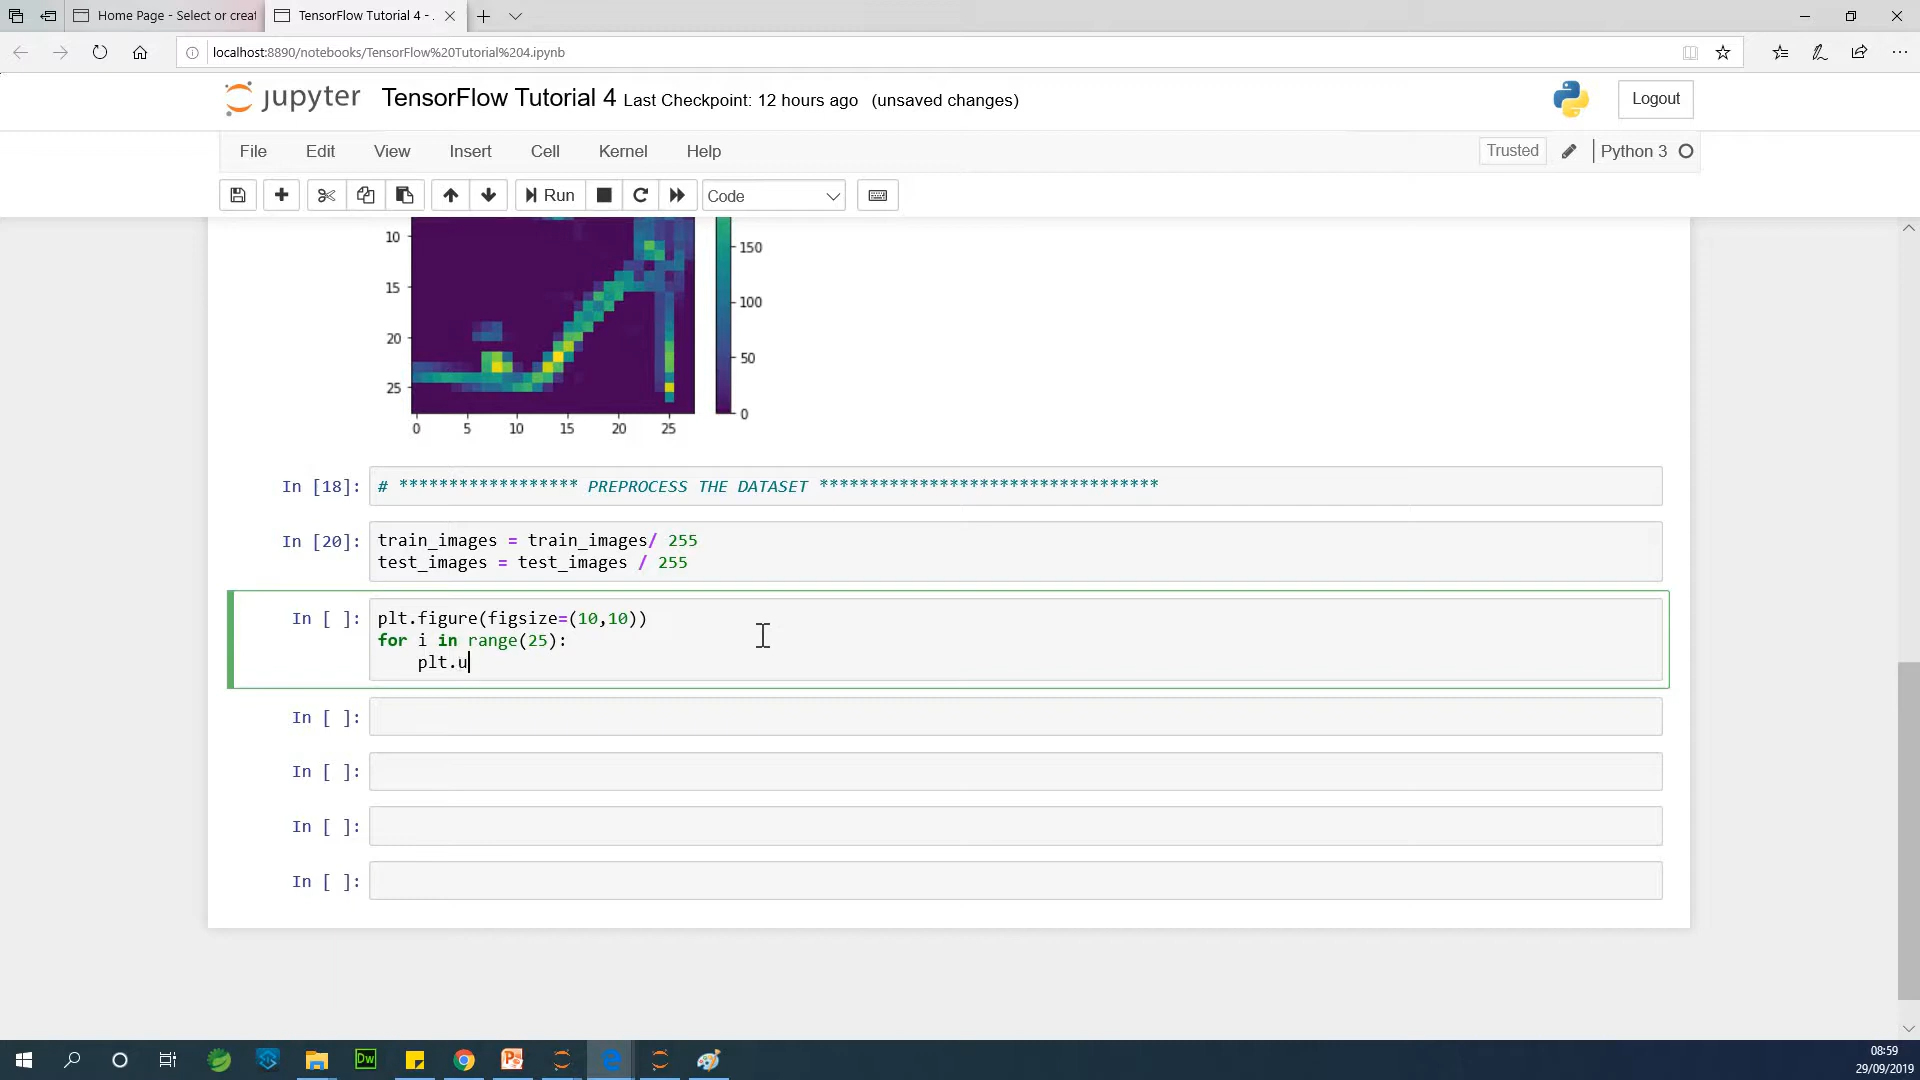 Home Page - Select or creat
TensorFlow Tutorial 4 - .
localhost:8890/notebooks/TensorFlow%20Tutorial%204.ipynb
jupyter TensorFlow Tutorial 4 Last Checkpoint: 12 hours ago (unsaved changes)
Logout
File Edit View Insert Cell Kernel Help
Trusted
Python 3
Run
Code
10
15
20
25
0 5 10 15 20 25
150
100
50
0
In [18]: # ****************** PREPROCESS THE DATASET **********************************
In [20]: train_images = train_images/ 255
test_images = test_images / 255
In [ ]: plt.figure(figsize=(10,10))
for i in range(25):
plt.u
In [ ]:
In [ ]:
In [ ]:
In [ ]:
Dw
08:59
29/09/2019